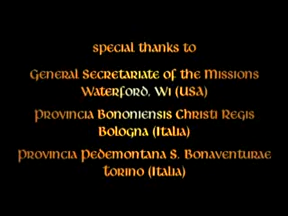 special thanks to
General Secretariate of the Missions
Waterford, Wi (USA)
Provincia Bononiensis Christi Regis
Bologna (Italia)
Provincia Pedemontana S. Bonaventurae
Torino (Italia)